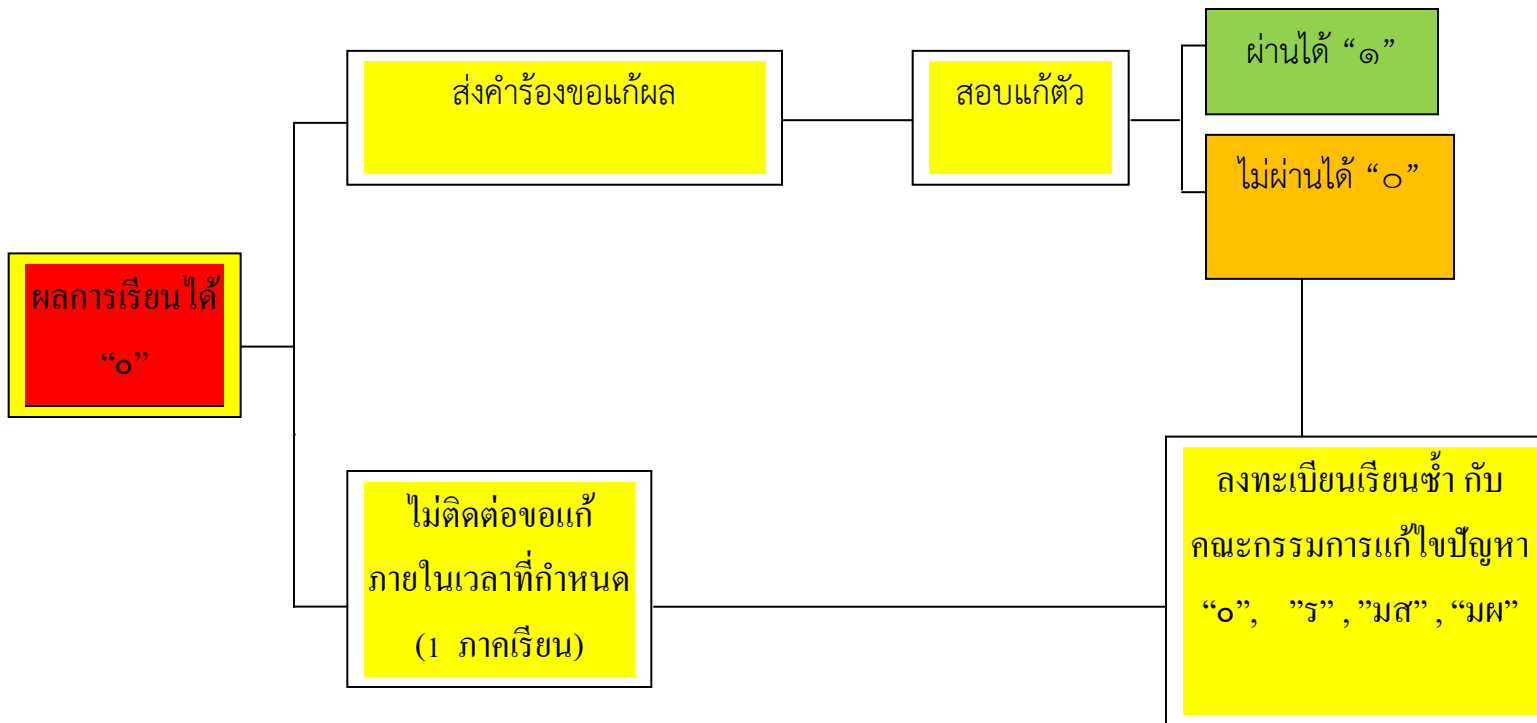 ส่งคำร้องขอแก้ผล
สอบแก้ตัว
ผ่านได้ “๑”
ไม่ผ่านได้ “๐”
ผลการเรียนได้
“๐”
ไม่ติดต่อขอแก้
ภายในเวลาที่กำหนด
(1 ภาคเรียน)
ลงทะเบียนเรียนซ้ำ กับ
คณะกรรมการแก้ไขปัญหา
“๐”, ”ร” , ”มส” , “มผ”